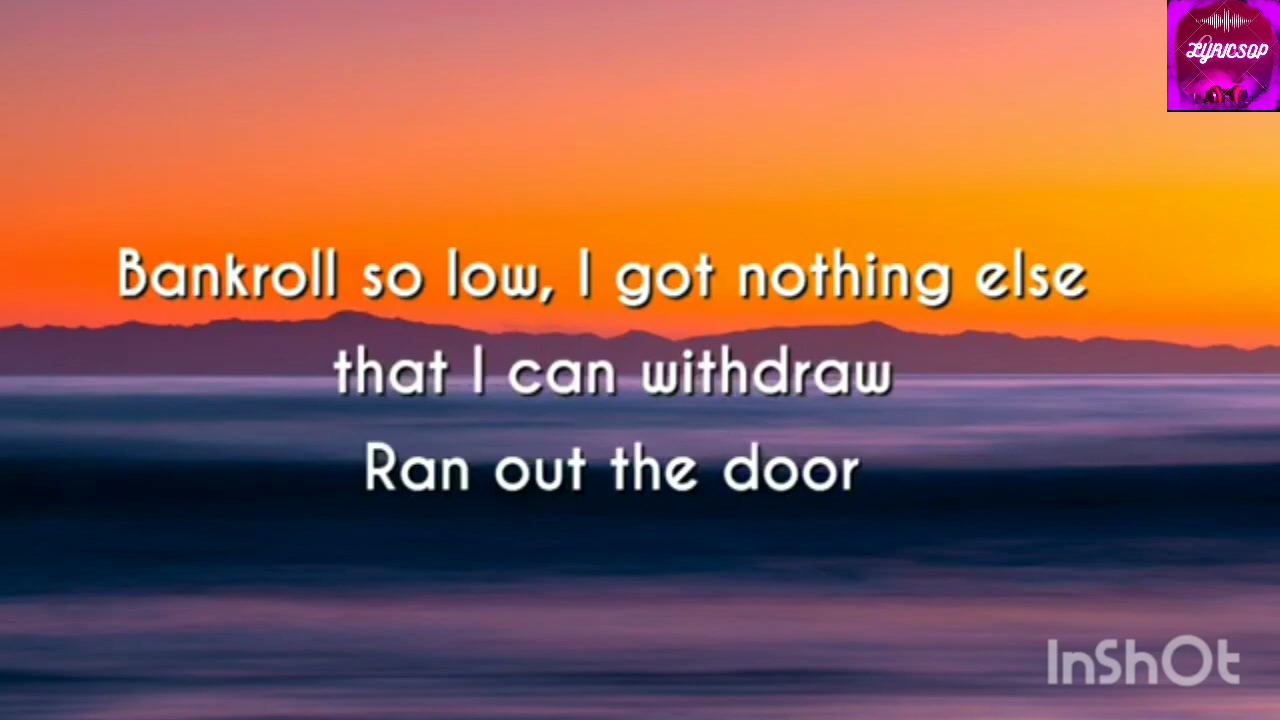 LYRICSOP
Bankroll so low, I got nothing else
that I can withdraw
Ran out the door
InShOt